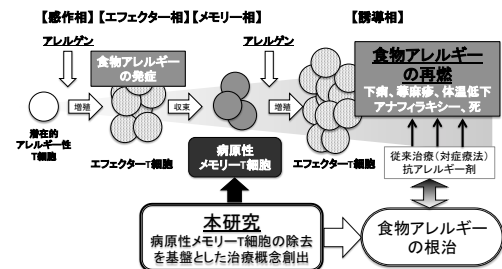 【感作相】【エフェクター相】【メモリー相】
【誘導相】
アレルゲン
アレルゲン
食物アレルギー
の発症
食物アレルギー
の再燃
下痢、蕁麻疹、体温低下
アナフィラキシー、死
増殖
収束
増殖
潜在的
アレルギー性
T細胞
エフェクターT細胞
病原性
メモリーT細胞
エフェクターT細胞
従来治療(対症療法)
抗アレルギー剤
本研究
病原性メモリーT細胞の除去
を基盤とした治療概念創出
食物アレルギー
の根治